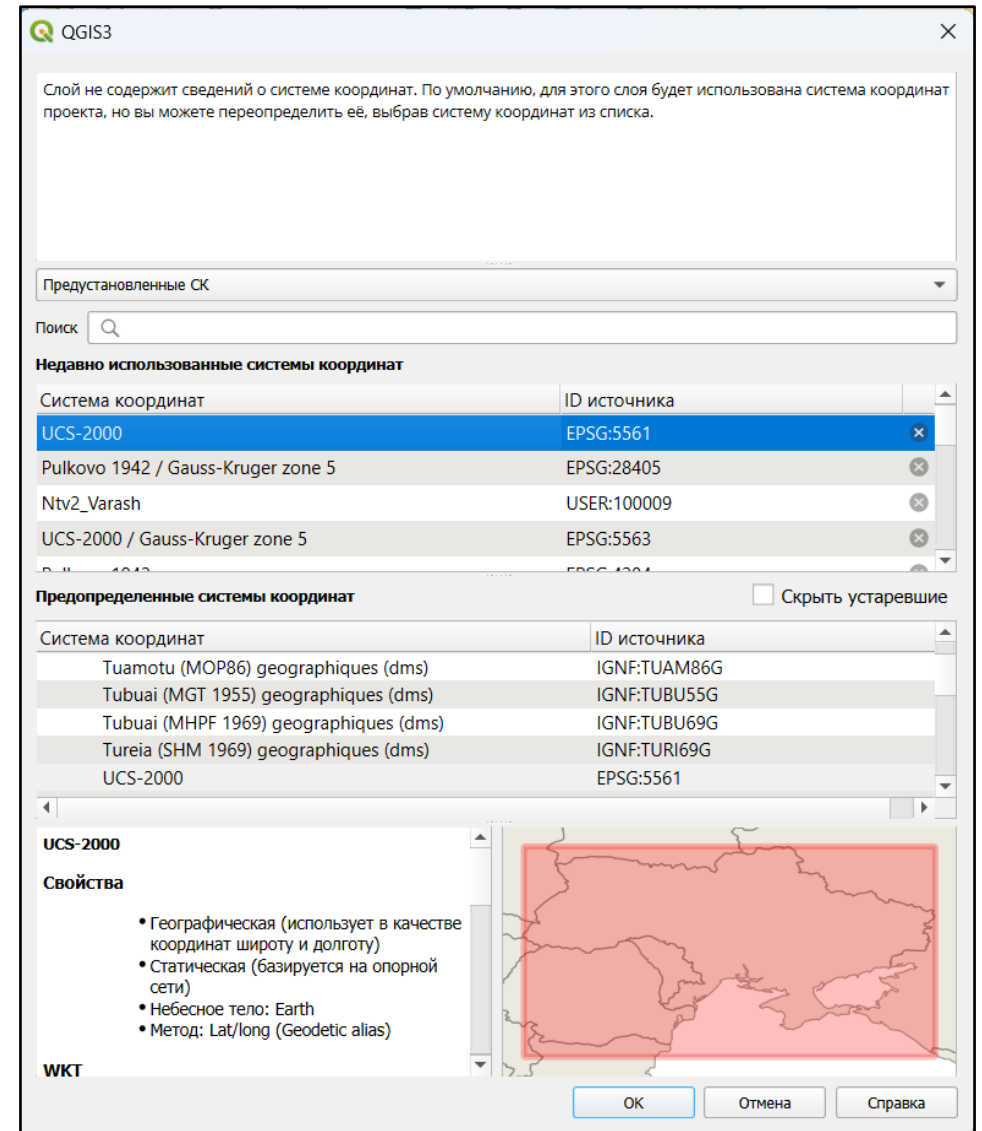 QGIS3
Слой не содержит сведений о системе координат. По умолчанию, для этого слоя будет использована система координат
проекта, но вы можете переопределить её, выбрав систему координат из списка.
Предустановленные СК
Поиск
Недавно использованные системы координат
Система координат ID источника
UCS-2000 EPSG:5561
Pulkovo 1942 / Gauss-Kruger zone 5 EPSG:28405
Ntv2_Varash USER:100009
UCS-2000 / Gauss-Kruger zone 5 EPSG:5563
Предопределенные системы координат Скрыть устаревшие
Система координат ID источника
Tuamotu (MOP86) geographiques (dms) IGNF:TUAM86G
Tubuai (MGT 1955) geographiques (dms) IGNF:TUBU55G
Tubuai (MHPF 1969) geographiques (dms) IGNF:TUBU69G
Tureia (SHM 1969) geographiques (dms) IGNF:TURI69G
UCS-2000 EPSG:5561
UCS-2000
Свойства
• Географическая (использует в качестве
координат широту и долготу)
• Статическая (базируется на опорной
сети)
• Небесное тело: Earth
• Метод: Lat/long (Geodetic alias)
WKT
ОК Отмена Справка